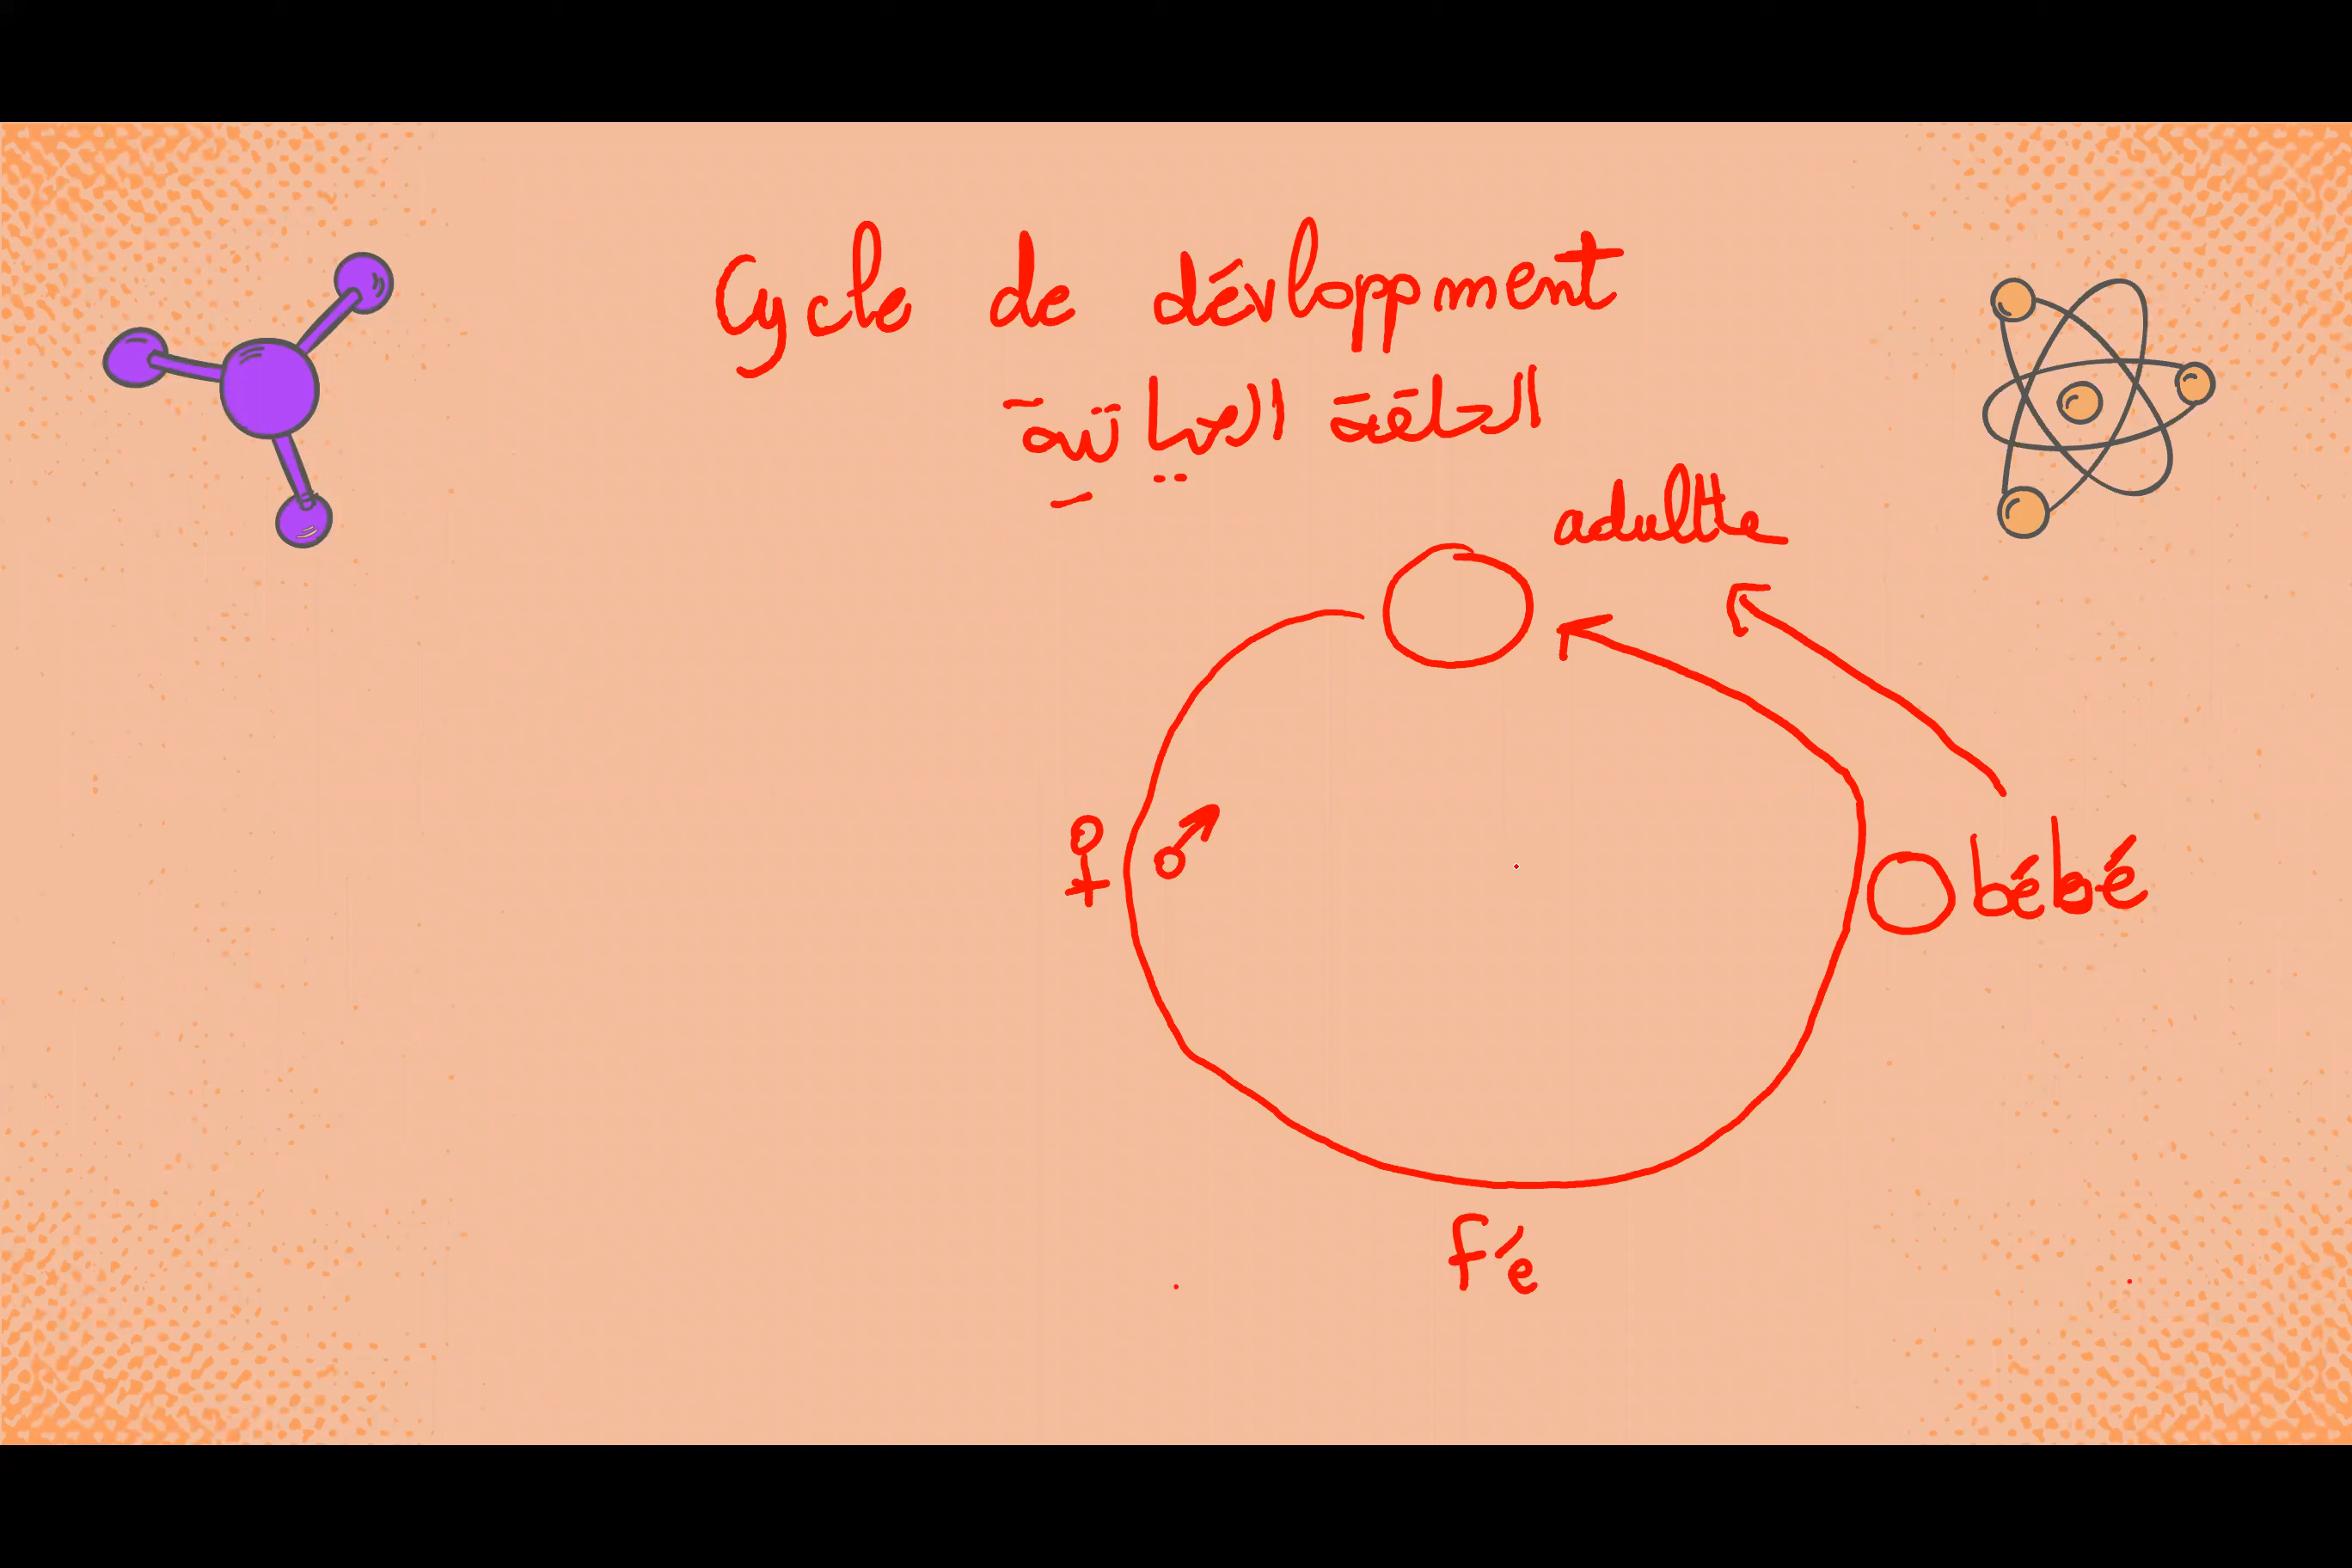 Cycle de dévloppment
الحلقة الحياتية
adulte
♀ ♂
bébé
fé